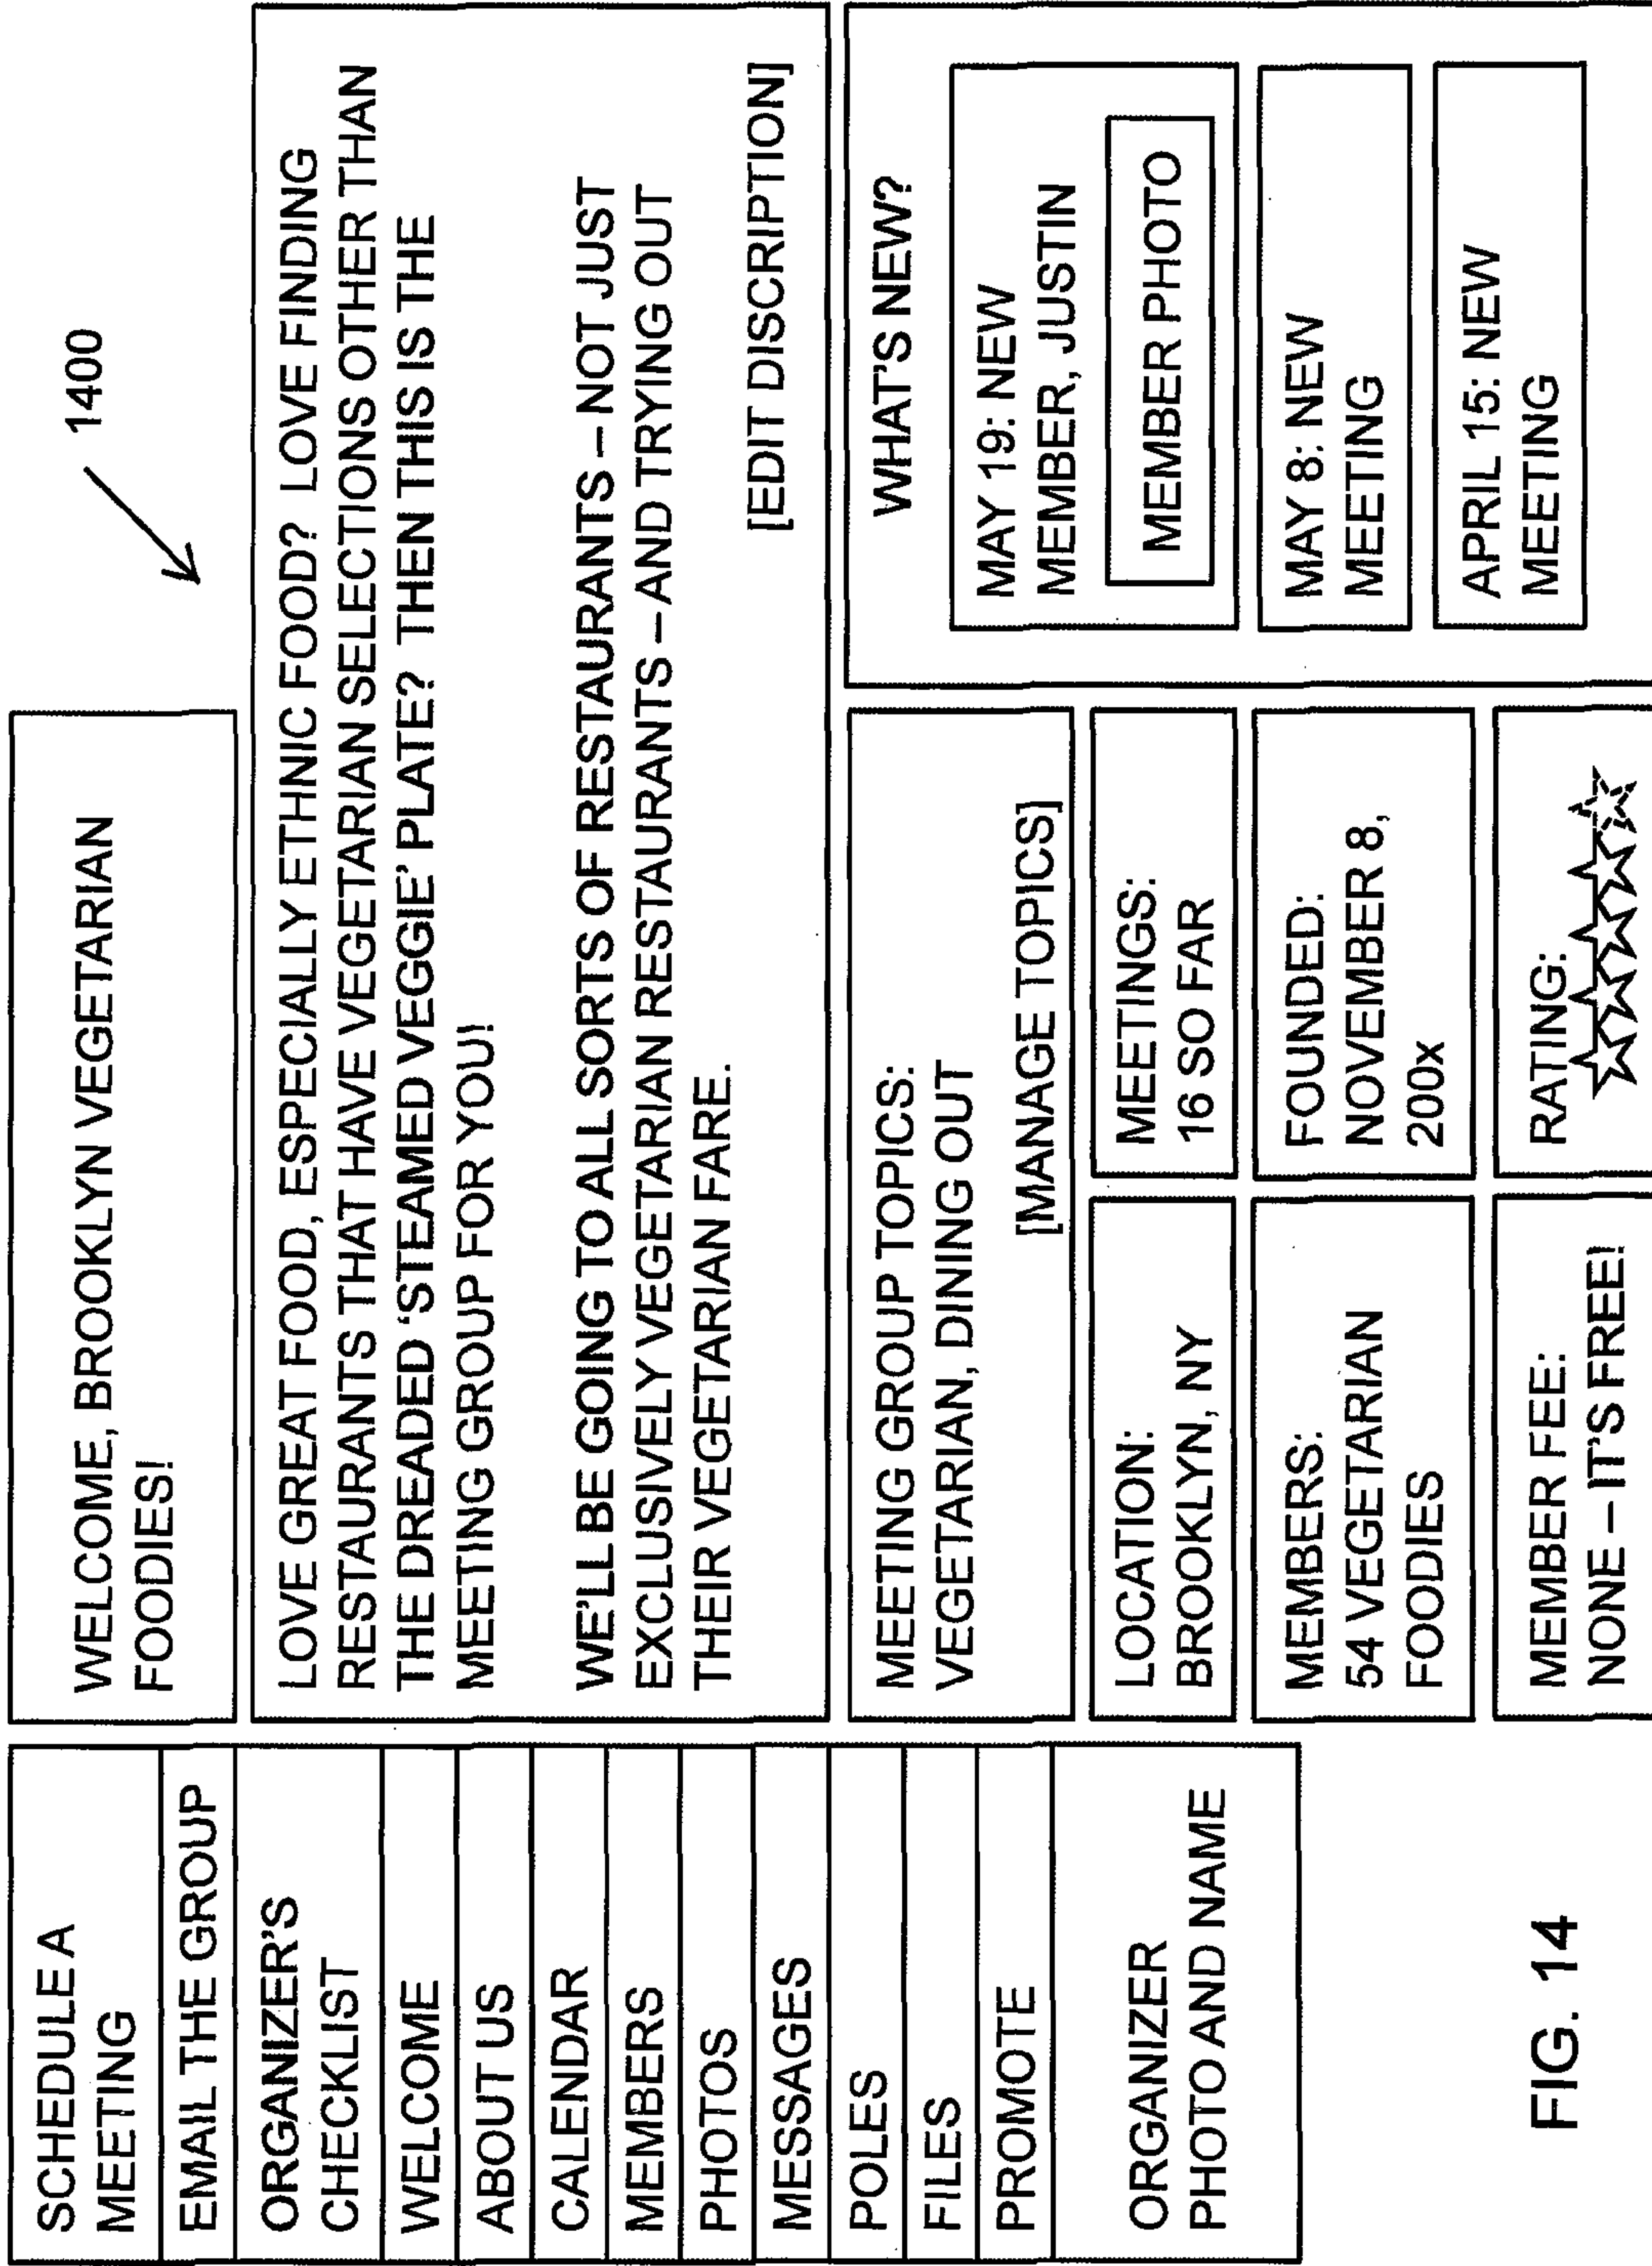 1400
SCHEDULE A
MEETING
EMAIL THE GROUP
ORGANIZER'S
CHECKLIST
WELCOME
ABOUT US
CALENDAR
MEMBERS
PHOTOS
MESSAGES
POLES
FILES
PROMOTE
ORGANIZER
PHOTO AND NAME
WELCOME, BROOKLYN VEGETARIAN
FOODIES!
LOVE GREAT FOOD, ESPECIALLY ETHNIC FOOD? LOVE FINDING
RESTAURANTS THAT HAVE VEGETARIAN SELECTIONS OTHER THAN
THE DREADED 'STEAMED VEGGIE' PLATE? THEN THIS IS THE
MEETING GROUP FOR YOU!
WE'LL BE GOING TO ALL SORTS OF RESTAURANTS – NOT JUST
EXCLUSIVELY VEGETARIAN RESTAURANTS – AND TRYING OUT
THEIR VEGETARIAN FARE.
[EDIT DISCRIPTION]
MEETING GROUP TOPICS:
VEGETARIAN, DINING OUT
[MANAGE TOPICS]
LOCATION:
BROOKLYN, NY
MEETINGS:
16 SO FAR
MEMBERS:
54 VEGETARIAN
FOODIES
FOUNDED:
NOVEMBER 8,
200x
MEMBER FEE:
NONE – IT'S FREE!
RATING:
WHAT'S NEW?
MAY 19: NEW
MEMBER, JUSTIN
MEMBER PHOTO
MAY 8: NEW
MEETING
APRIL 15: NEW
MEETING
FIG. 14